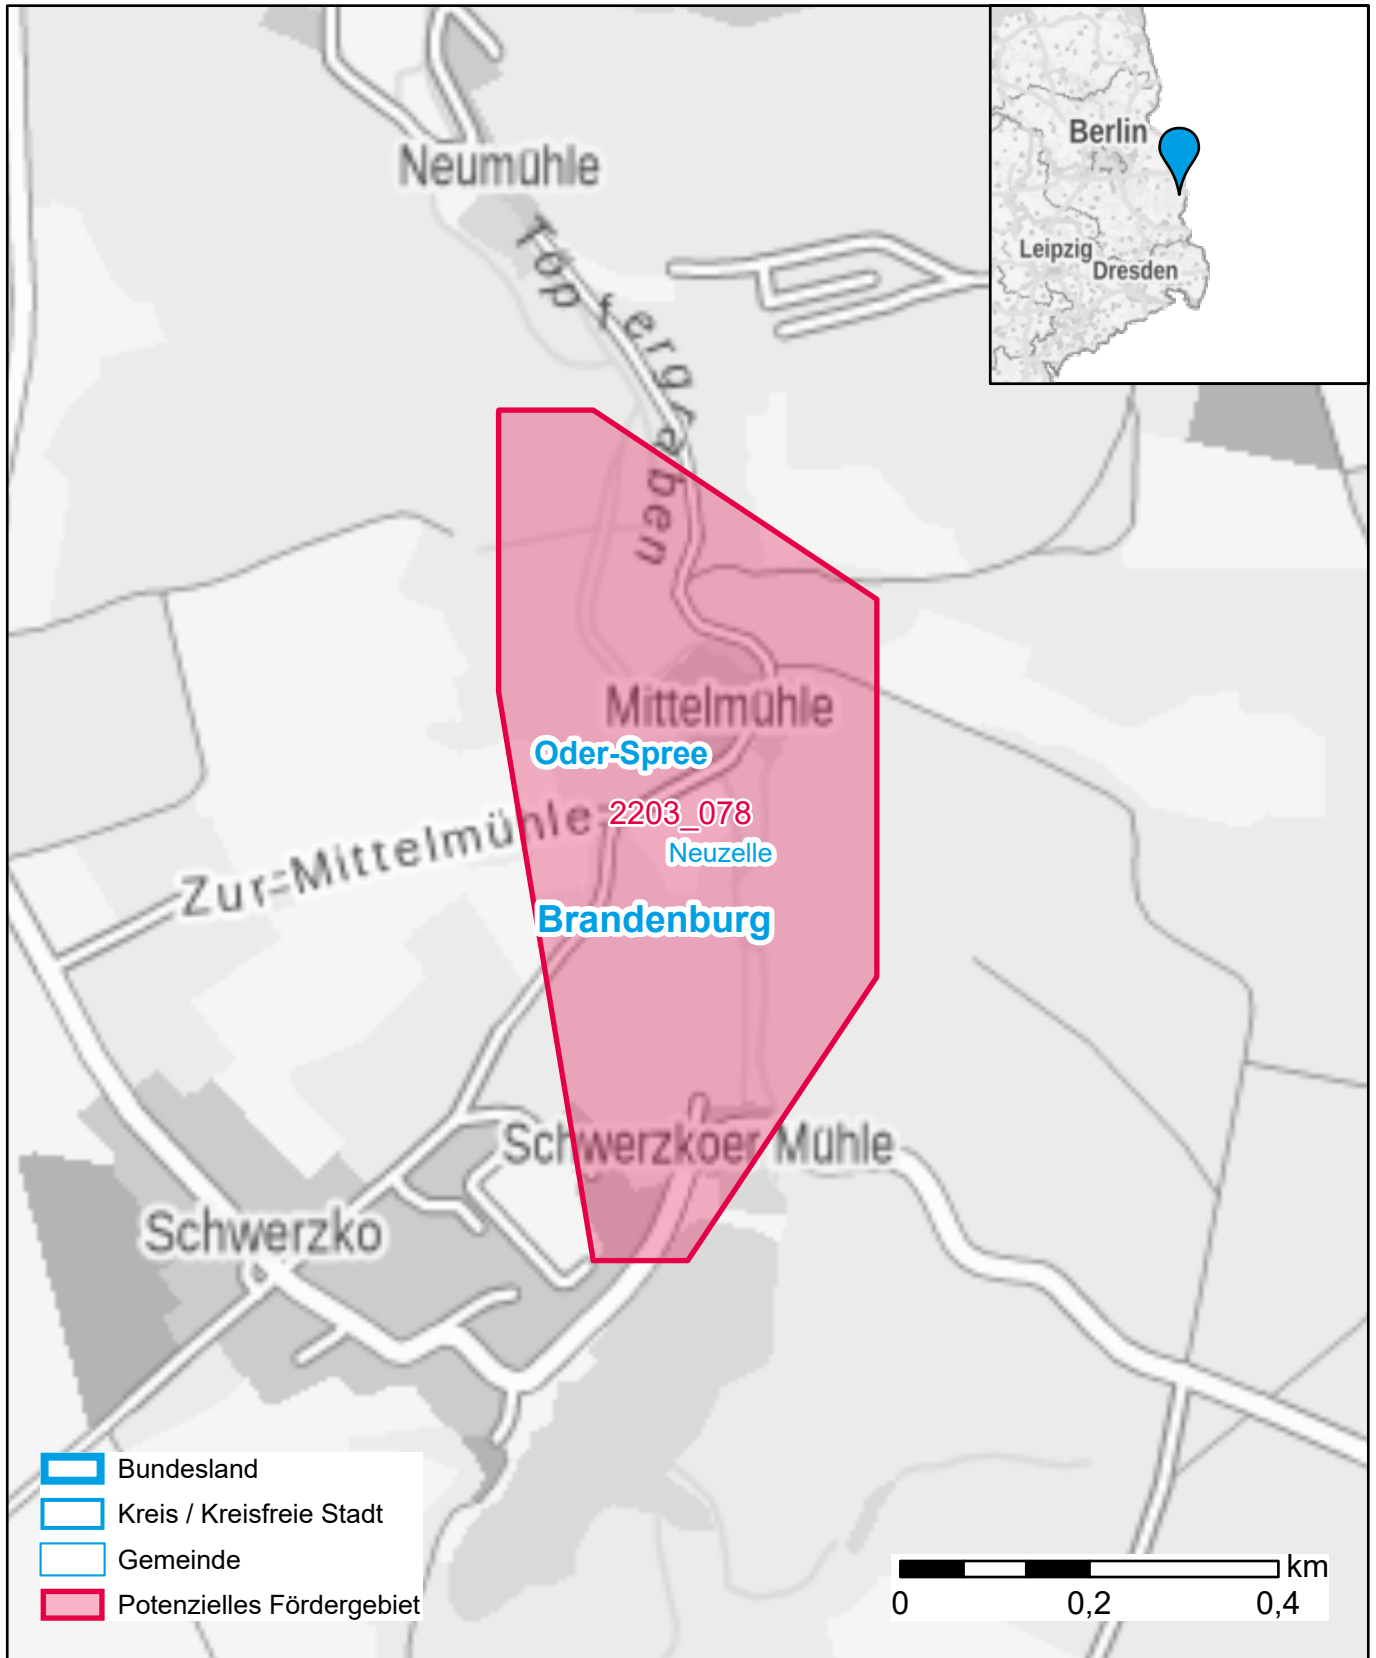 Berlin
Leipzig
Dresden
Neumühle
Töpfergraben
Mittelmühle
Oder-Spree
2203_078
Zur-Mittelmühle
Neuzelle
Brandenburg
Schwerzkoer Mühle
Schwerzko
Bundesland
Kreis / Kreisfreie Stadt
Gemeinde
Potenzielles Fördergebiet
km
0 0,2 0,4